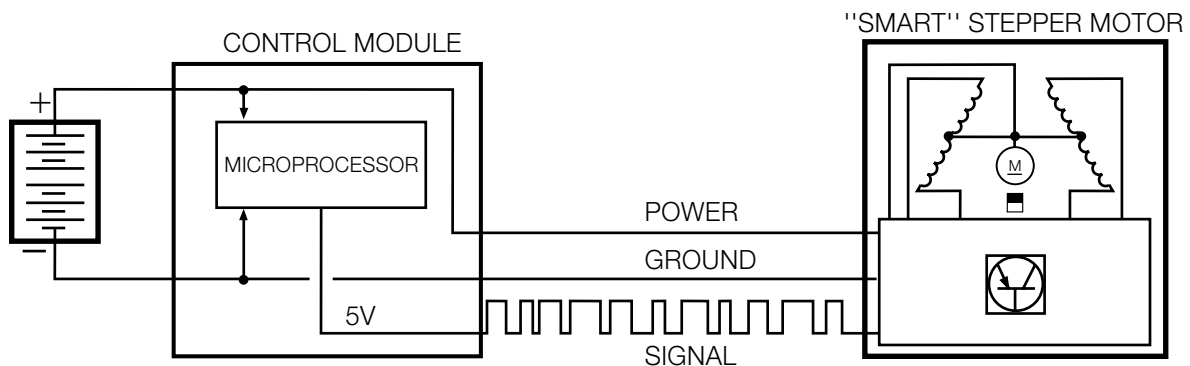 ''SMART'' STEPPER MOTOR
CONTROL MODULE
+
MICROPROCESSOR
M
POWER
–
GROUND
5V
SIGNAL